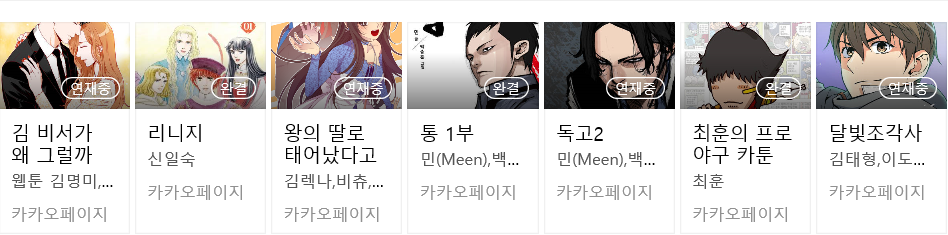 연재중
김 비서가
왜 그럴까
웹툰 김명미,...
카카오페이지
01
완결
리니지
신일숙
카카오페이지
연재중
왕의 딸로
태어났다고
김렉나,비츄,...
카카오페이지
완결
통 1부
민(Meen),백...
카카오페이지
연재중
독고2
민(Meen),백...
카카오페이지
완결
최훈의 프로
야구 카툰
최훈
카카오페이지
연재중
달빛조각사
김태형,이도...
카카오페이지